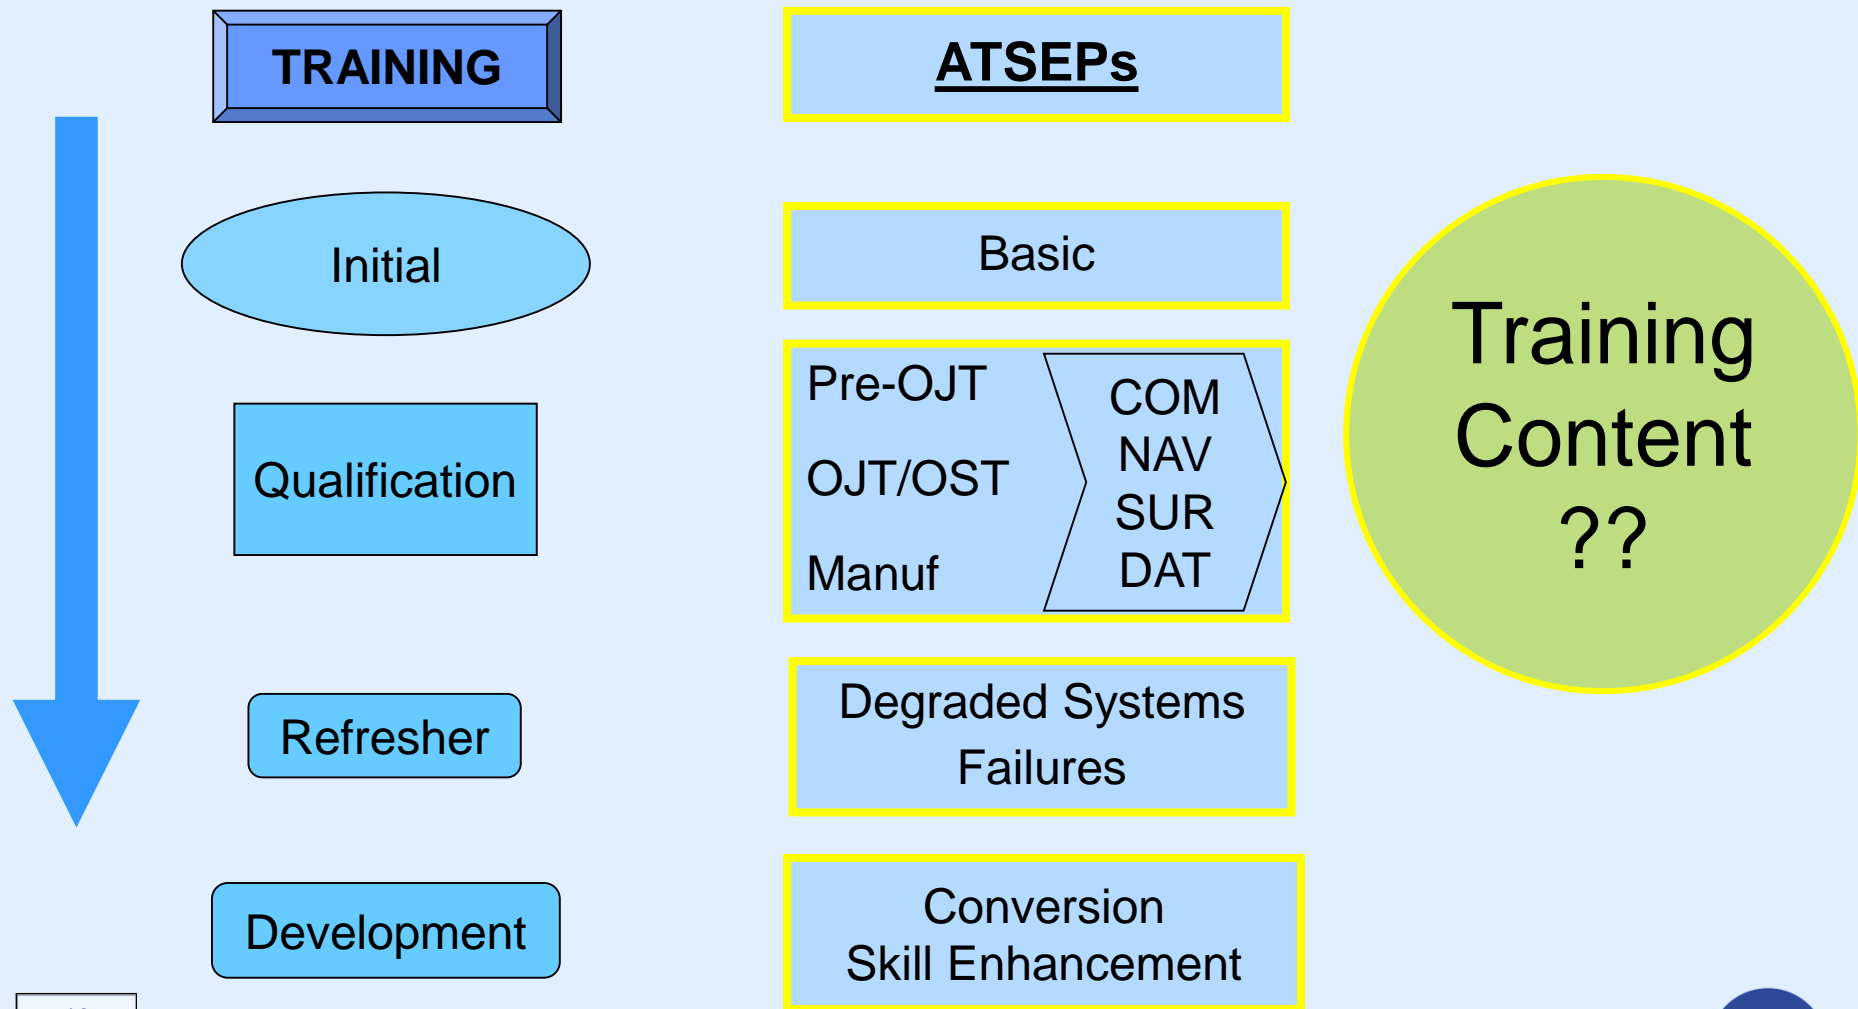 TRAINING
ATSEPs
Initial
Basic
Qualification
Pre-OJT
OJT/OST
Manuf
COM
NAV
SUR
DAT
Training
Content
??
Refresher
Degraded Systems
Failures
Development
Conversion
Skill Enhancement